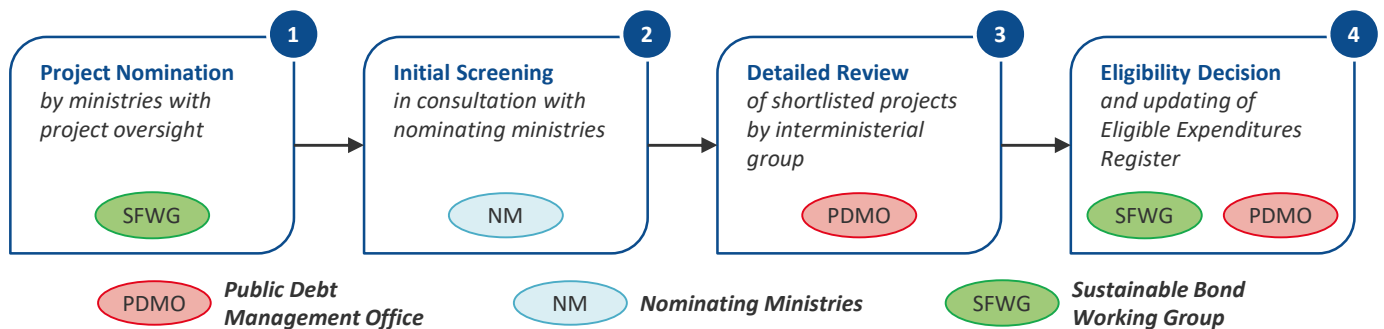 1
Project Nomination
by ministries with
project oversight
SFWG
2
Initial Screening
in consultation with
nominating ministries
NM
3
Detailed Review
of shortlisted projects
by interministerial
group
PDMO
4
Eligibility Decision
and updating of
Eligible Expenditures
Register
SFWG PDMO
PDMO
Public Debt
Management Office
NM
Nominating Ministries
SFWG
Sustainable Bond
Working Group